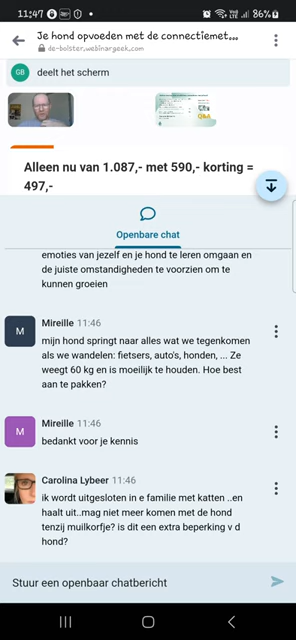 11:47
86%
Je hond opvoeden met de connectiemet...
de-bolster.webinargeek.com
GB deelt het scherm
Q&A
Alleen nu van 1.087,- met 590,- korting =
497,-
Openbare chat
emoties van jezelf en je hond te leren omgaan en
de juiste omstandigheden te voorzien om te
kunnen groeien
M Mireille 11:46
mijn hond springt naar alles wat we tegenkomen
als we wandelen: fietsers, auto's, honden, ... Ze
weegt 60 kg en is moeilijk te houden. Hoe best
aan te pakken?
M Mireille 11:46
bedankt voor je kennis
Carolina Lybeer 11:46
ik wordt uitgesloten in e familie met katten ..en
haalt uit..mag niet meer komen met de hond
tenzij muilkorfje? is dit een extra beperking v d
hond?
Stuur een openbaar chatbericht